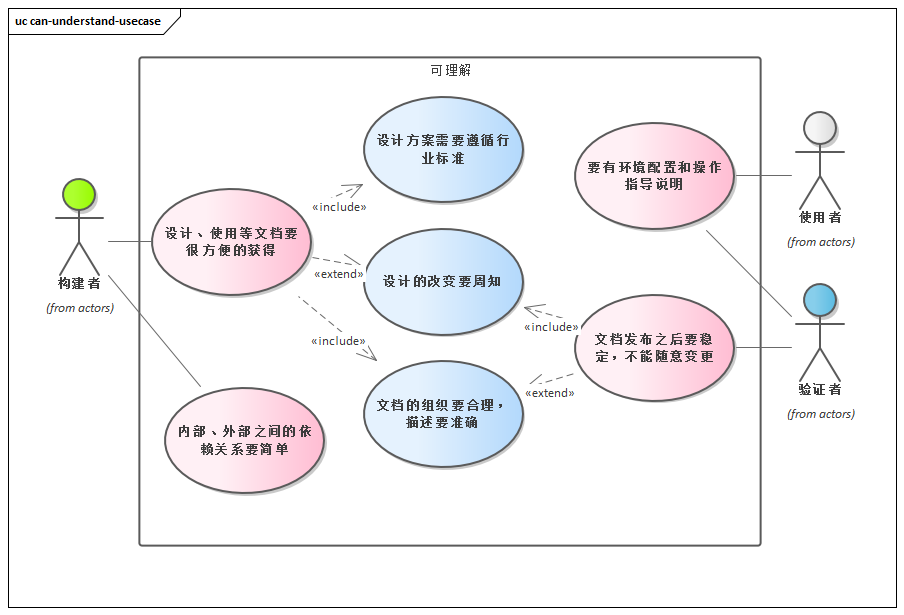 uc can-understand-usecase
可理解
设计方案需要遵循行
业标准
要有环境配置和操作
指导说明
使用者
(from actors)
«include»
设计、使用等文档要
很方便的获得
构建者
(from actors)
«extend»
设计的改变要周知
«include»
«include»
文档发布之后要稳
定，不能随意变更
验证者
(from actors)
«extend»
文档的组织要合理，
描述要准确
内部、外部之间的依
赖关系要简单